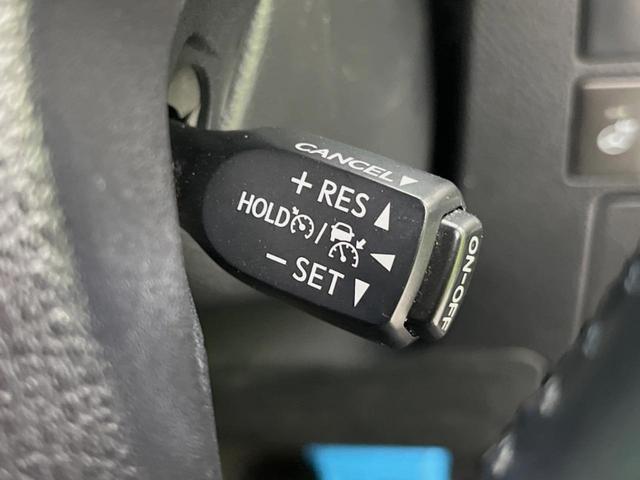 CANCEL▼
+ RES ▲
HOLD / ◀
− SET ▼
ON-OFF